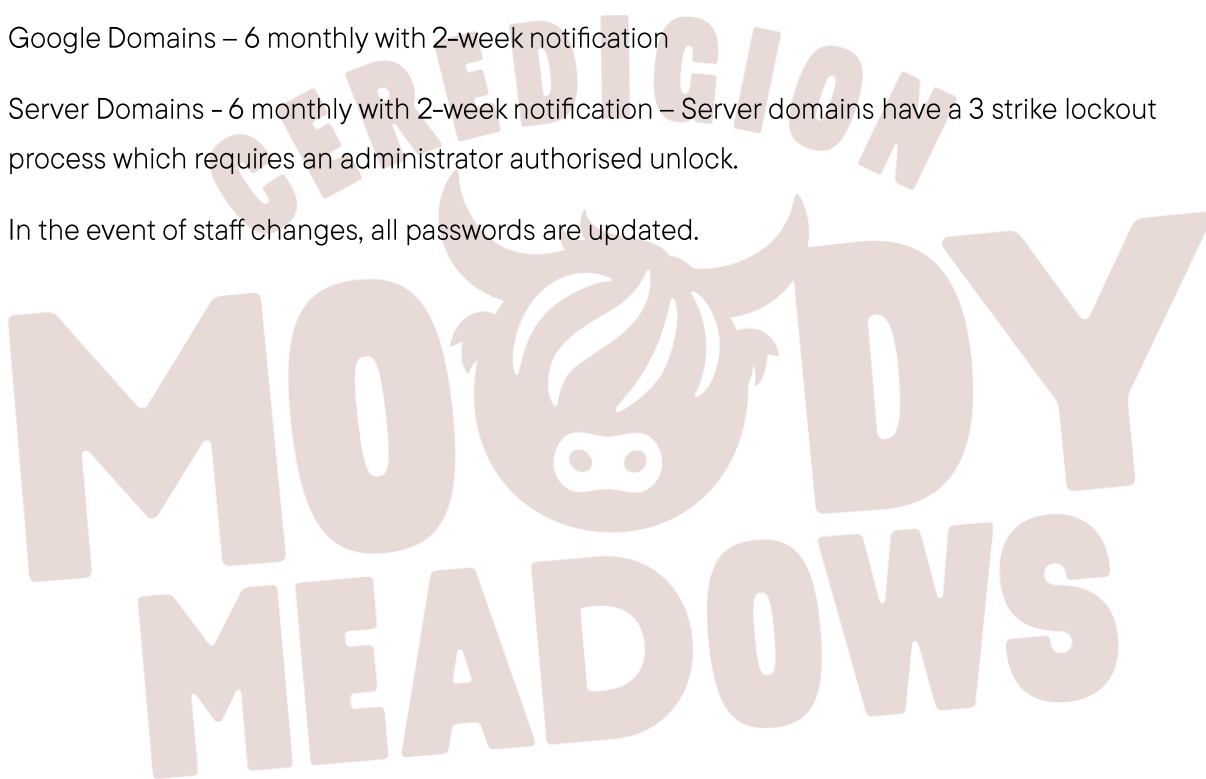 Google Domains – 6 monthly with 2-week notification
Server Domains - 6 monthly with 2-week notification – Server domains have a 3 strike lockout
process which requires an administrator authorised unlock.
In the event of staff changes, all passwords are updated.
CEREDIGION
MOODY
MEADOWS